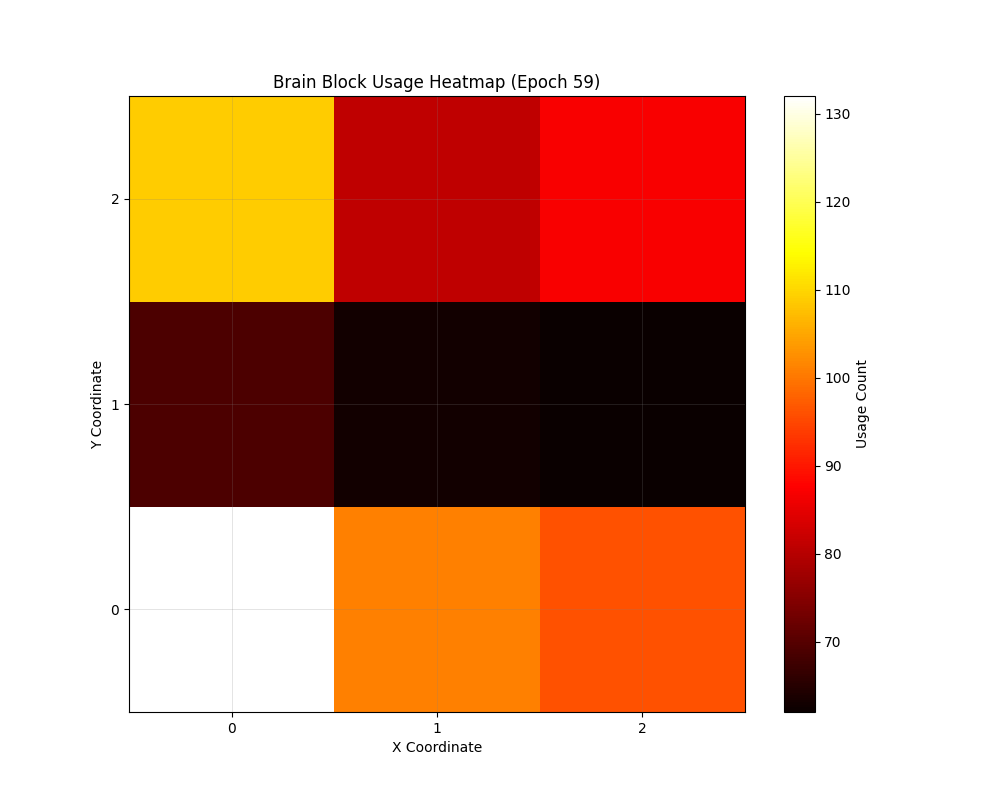 Brain Block Usage Heatmap (Epoch 59)
2
1
0
Y Coordinate
0 1 2
X Coordinate
130
120
110
100
90
80
70
Usage Count